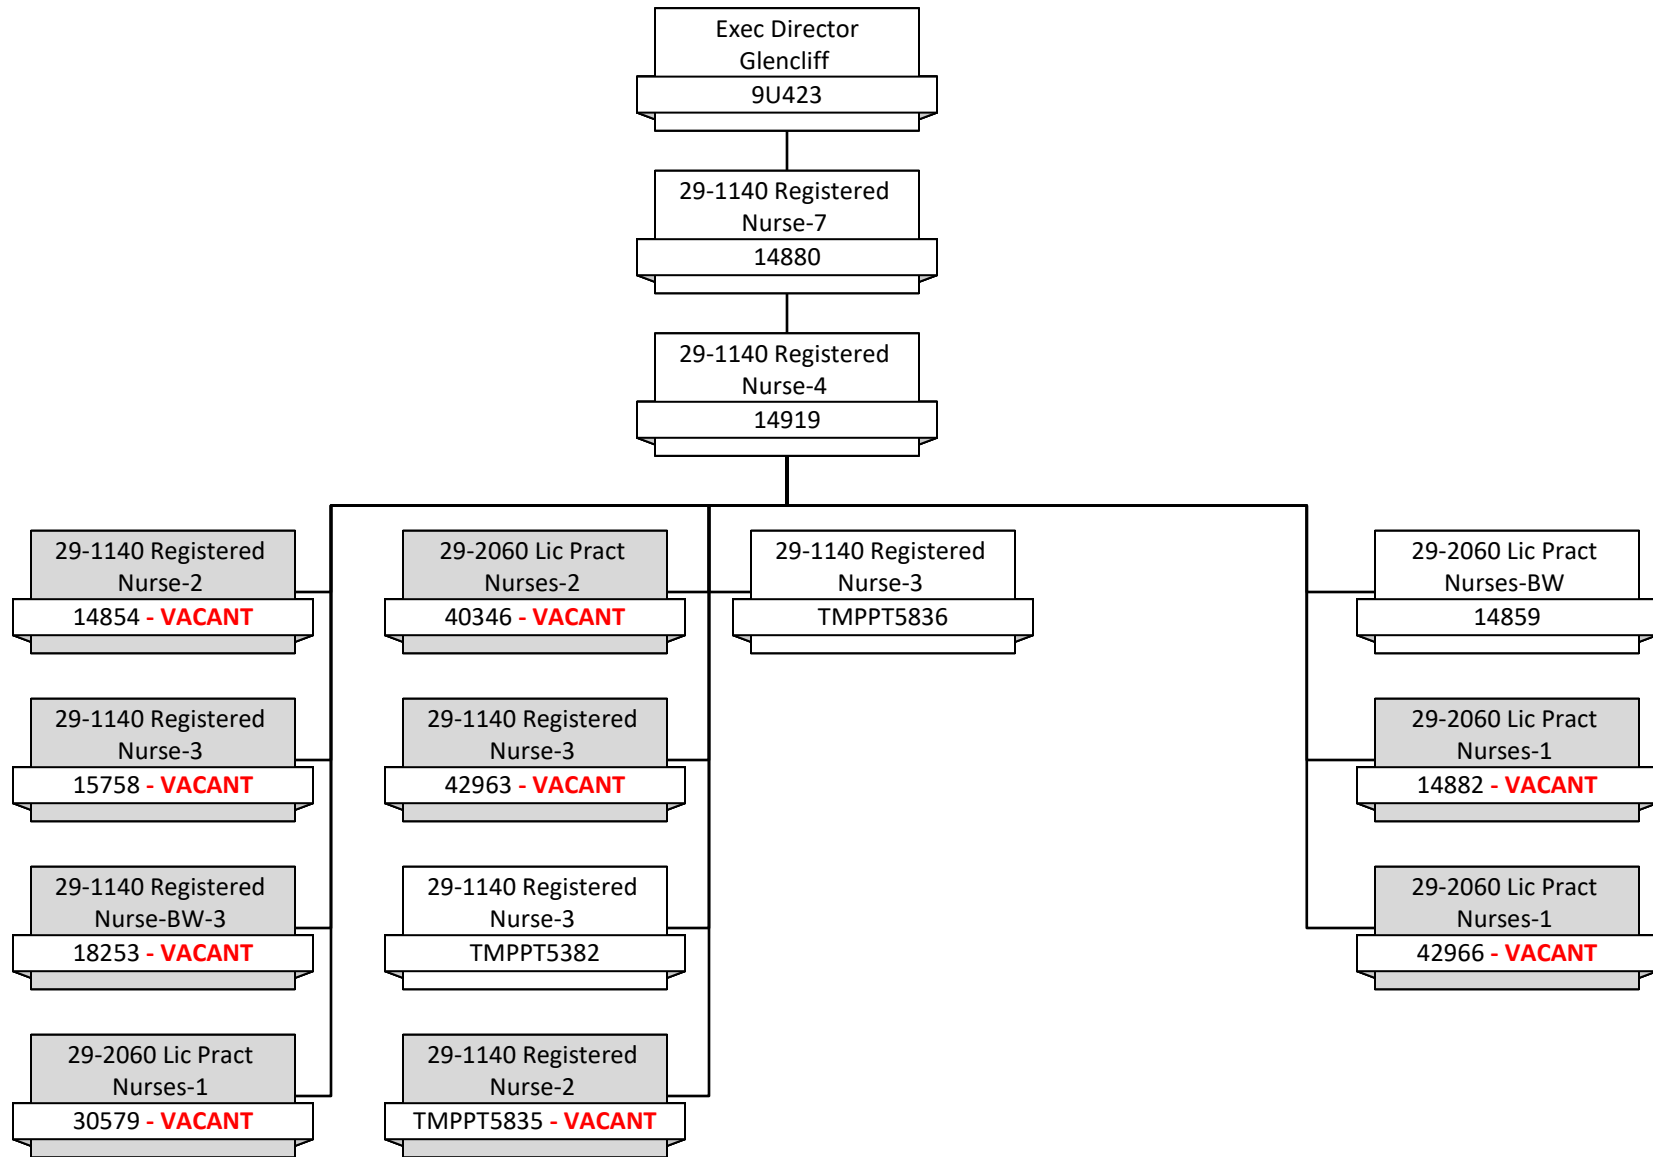 Exec Director
Glencliff
9U423
29-1140 Registered
Nurse-7
14880
29-1140 Registered
Nurse-4
14919
29-1140 Registered
Nurse-2
14854 - VACANT
29-1140 Registered
Nurse-3
15758 - VACANT
29-1140 Registered
Nurse-BW-3
18253 - VACANT
29-2060 Lic Pract
Nurses-1
30579 - VACANT
29-2060 Lic Pract
Nurses-2
40346 - VACANT
29-1140 Registered
Nurse-3
42963 - VACANT
29-1140 Registered
Nurse-3
TMPPT5382
29-1140 Registered
Nurse-2
TMPPT5835 - VACANT
29-1140 Registered
Nurse-3
TMPPT5836
29-2060 Lic Pract
Nurses-BW
14859
29-2060 Lic Pract
Nurses-1
14882 - VACANT
29-2060 Lic Pract
Nurses-1
42966 - VACANT